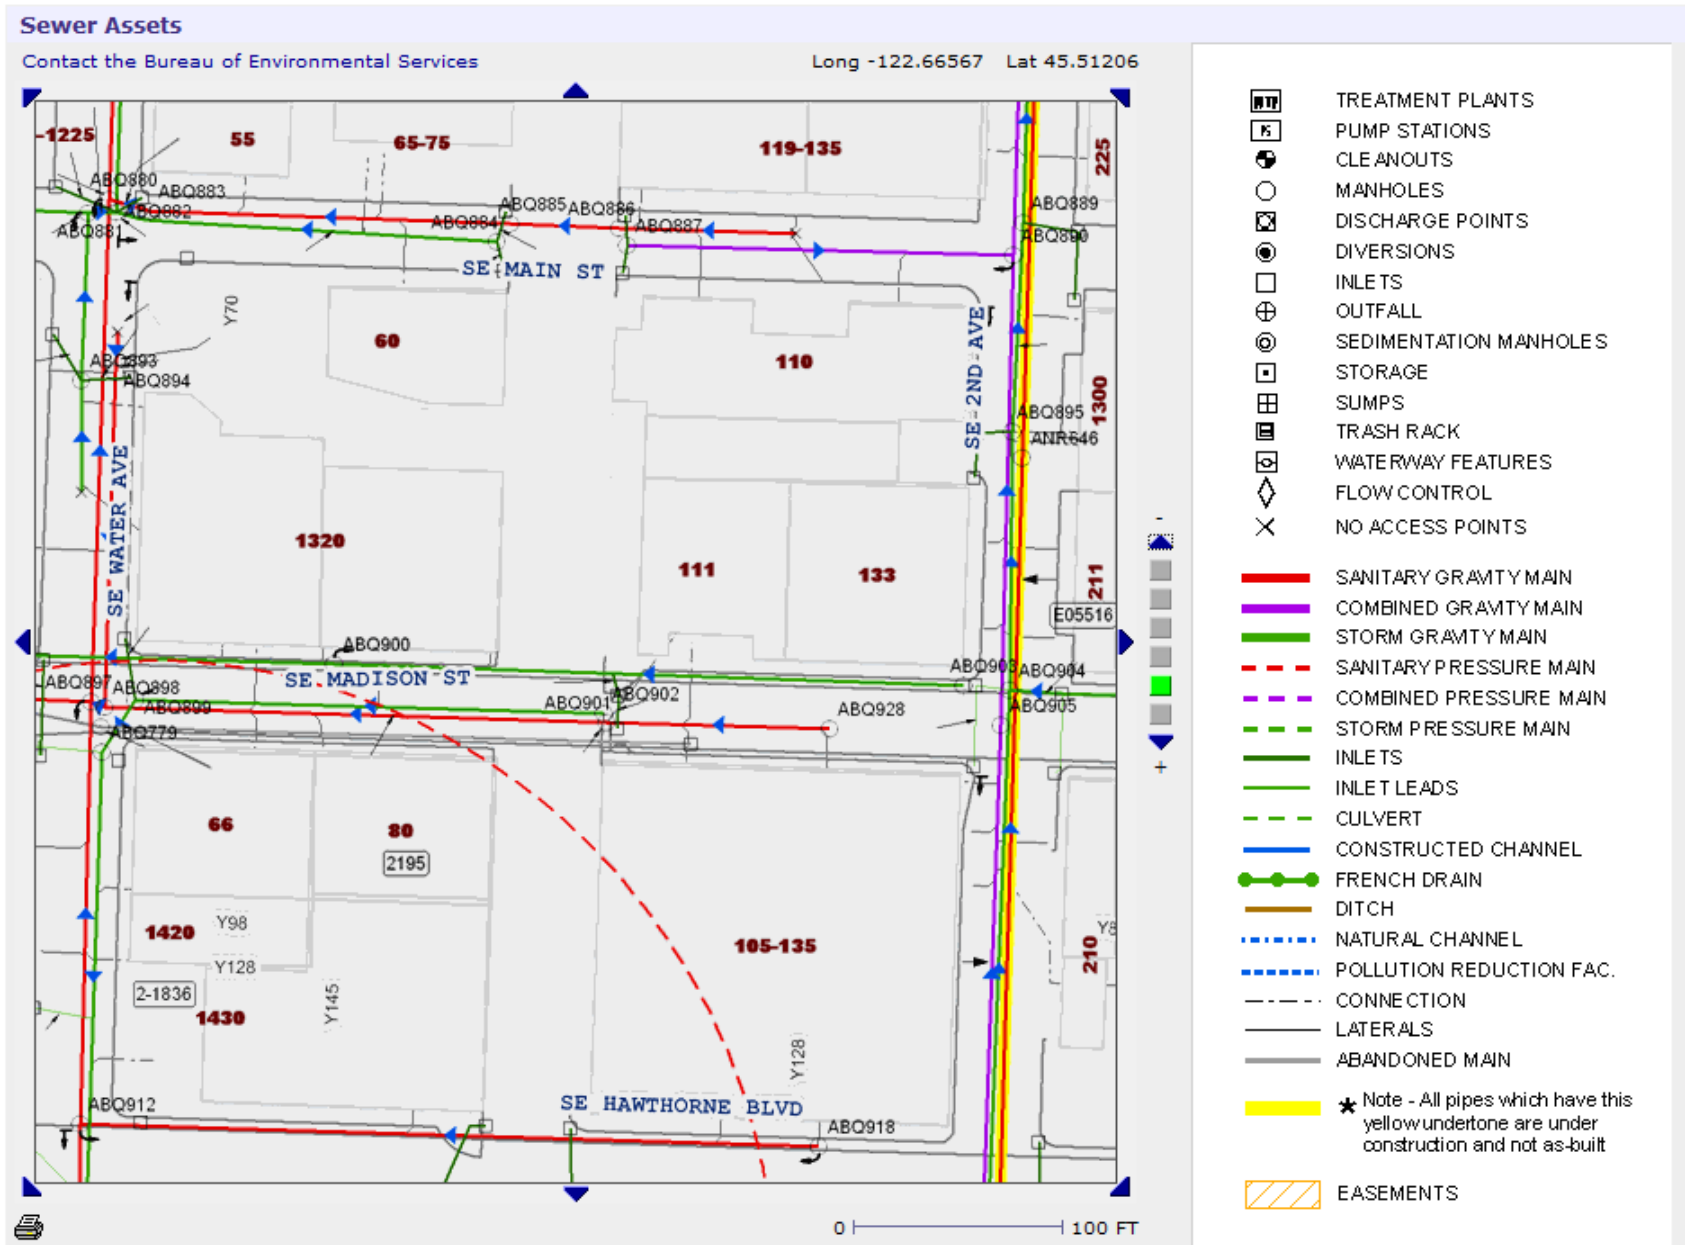 Sewer Assets
Contact the Bureau of Environmental Services
Long -122.66567 Lat 45.51206
-1225
55
65-75
119-135
225
ABQ880
ABQ883
ABQ882
ABQ881
ABQ885
ABQ886
ABQ884
ABQ887
ABQ889
ABQ890
SE MAIN ST
Y70
60
110
SE 2ND AVE
1300
ABQ893
ABQ894
ABQ895
ANR646
SE WATER AVE
1320
111
133
211
E05516
ABQ900
SE MADISON ST
ABQ903
ABQ904
ABQ897
ABQ898
ABQ899
ABQ901
ABQ902
ABQ928
ABQ905
ABQ779
66
80
2195
1420
Y98
Y128
105-135
210
Y8
2-1836
1430
Y145
Y128
ABQ912
SE HAWTHORNE BLVD
ABQ918
0
100 FT
-
+
TREATMENT PLANTS
PUMP STATIONS
CLEANOUTS
MANHOLES
DISCHARGE POINTS
DIVERSIONS
INLETS
OUTFALL
SEDIMENTATION MANHOLES
STORAGE
SUMPS
TRASH RACK
WATERWAY FEATURES
FLOW CONTROL
NO ACCESS POINTS
SANITARY GRAVITY MAIN
COMBINED GRAVITY MAIN
STORM GRAVITY MAIN
SANITARY PRESSURE MAIN
COMBINED PRESSURE MAIN
STORM PRESSURE MAIN
INLETS
INLET LEADS
CULVERT
CONSTRUCTED CHANNEL
FRENCH DRAIN
DITCH
NATURAL CHANNEL
POLLUTION REDUCTION FAC.
CONNECTION
LATERALS
ABANDONED MAIN
* Note - All pipes which have this
yellow undertone are under
construction and not as-built
EASEMENTS